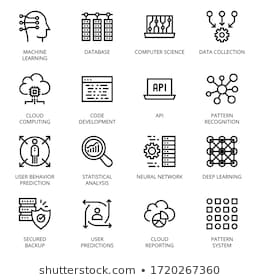 MACHINE
LEARNING
DATABASE
COMPUTER SCIENCE
DATA COLLECTION
CLOUD
COMPUTING
CODE
DEVELOPMENT
API
API
PATTERN
RECOGNITION
USER BEHAVIOR
PREDICTION
STATISTICAL
ANALYSIS
NEURAL NETWORK
DEEP LEARNING
SECURED
BACKUP
USER
PREDICTIONS
CLOUD
REPORTING
PATTERN
SYSTEM
shutterstock.com • 1720267360